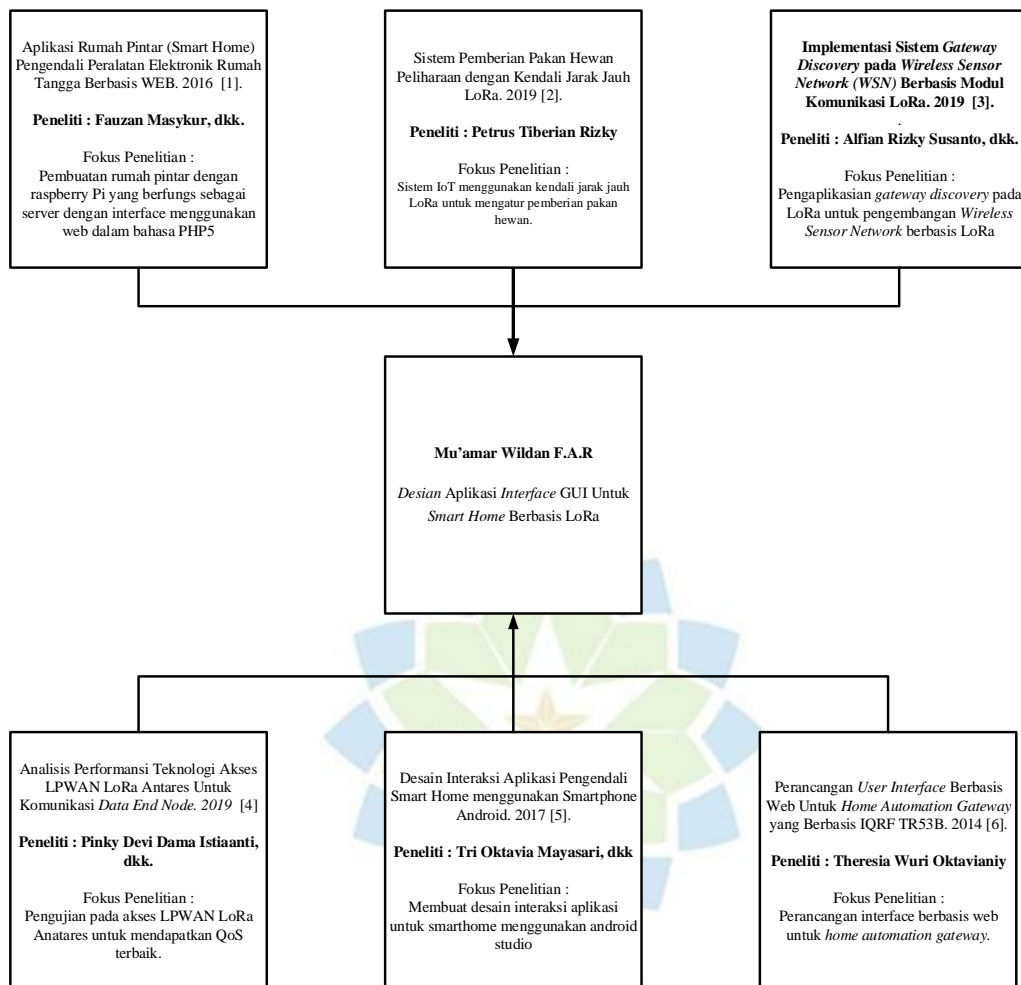 Aplikasi Rumah Pintar (Smart Home)
Pengendali Peralatan Elektronik Rumah
Tangga Berbasis WEB. 2016 [1].
Peneliti : Fauzan Masykur, dkk.
Fokus Penelitian :
Pembuatan rumah pintar dengan
raspberry Pi yang berfungs sebagai
server dengan interface menggunakan
web dalam bahasa PHP5
Sistem Pemberian Pakan Hewan
Peliharaan dengan Kendali Jarak Jauh
LoRa. 2019 [2].
Peneliti : Petrus Tiberian Rizky
Fokus Penelitian :
Sistem IoT menggunakan kendali jarak jauh
LoRa untuk mengatur pemberian pakan
hewan.
Implementasi Sistem Gateway
Discovery pada Wireless Sensor
Network (WSN) Berbasis Modul
Komunikasi LoRa. 2019 [3].
.
Peneliti : Alfian Rizky Susanto, dkk.
Fokus Penelitian :
Pengaplikasian gateway discovery pada
LoRa untuk pengembangan Wireless
Sensor Network berbasis LoRa
Mu’amar Wildan F.A.R
Desian Aplikasi Interface GUI Untuk
Smart Home Berbasis LoRa
Analisis Performansi Teknologi Akses
LPWAN LoRa Antares Untuk
Komunikasi Data End Node. 2019 [4]
Peneliti : Pinky Devi Dama Istiaanti,
dkk.
Fokus Penelitian :
Pengujian pada akses LPWAN LoRa
Anatares untuk mendapatkan QoS
terbaik.
Desain Interaksi Aplikasi Pengendali
Smart Home menggunakan Smartphone
Android. 2017 [5].
Peneliti : Tri Oktavia Mayasari, dkk
Fokus Penelitian :
Membuat desain interaksi aplikasi
untuk smarthome menggunakan android
studio
Perancangan User Interface Berbasis
Web Untuk Home Automation Gateway
yang Berbasis IQRF TR53B. 2014 [6].
Peneliti : Theresia Wuri Oktavianiy
Fokus Penelitian :
Perancangan interface berbasis web
untuk home automation gateway.